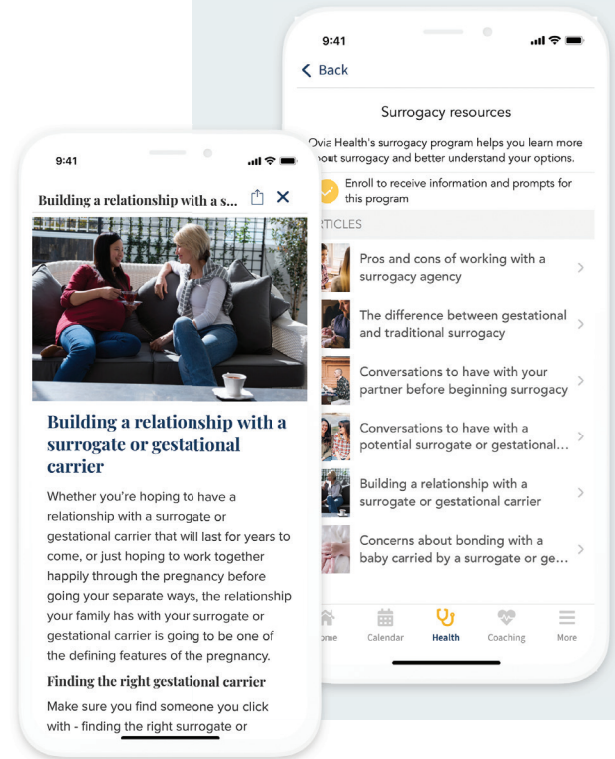 9:41
Building a relationship with a s...
Building a relationship with a
surrogate or gestational
carrier
Whether you're hoping to have a
relationship with a surrogate or
gestational carrier that will last for years to
come, or just hoping to work together
happily through the pregnancy before
going your separate ways, the relationship
your family has with your surrogate or
gestational carrier is going to be one of
the defining features of the pregnancy.
Finding the right gestational carrier
Make sure you find someone you click
with - finding the right surrogate or
9:41
Back
Surrogacy resources
Ovia Health's surrogacy program helps you learn more
out surrogacy and better understand your options.
Enroll to receive information and prompts for
this program
TICLES
Pros and cons of working with a
surrogacy agency
The difference between gestational
and traditional surrogacy
Conversations to have with your
partner before beginning surrogacy
Conversations to have with a
potential surrogate or gestational...
Building a relationship with a
surrogate or gestational carrier
Concerns about bonding with a
baby carried by a surrogate or ge...
ome Calendar Health Coaching More